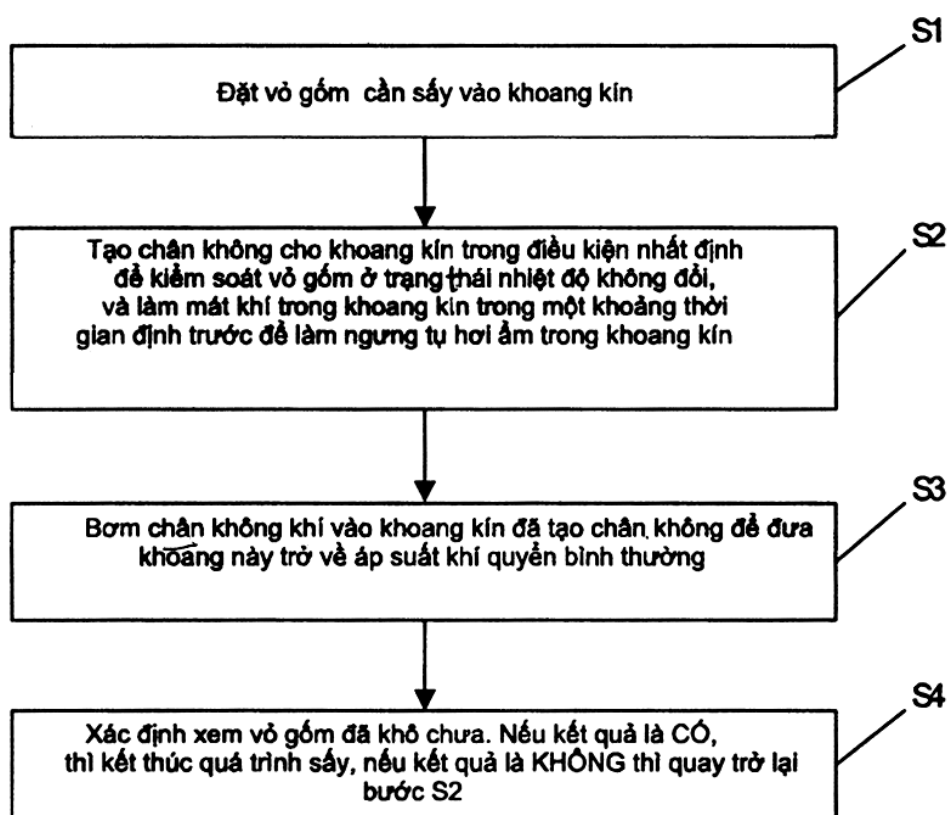 S1
Đặt vỏ gốm cần sấy vào khoang kín
S2
Tạo chân không cho khoang kín trong điều kiện nhất định
để kiểm soát vỏ gốm ở trạng thái nhiệt độ không đổi,
và làm mát khí trong khoang kín trong một khoảng thời
gian định trước để làm ngưng tụ hơi ẩm trong khoang kín
S3
Bơm chân không khí vào khoang kín đã tạo chân không để đưa
khoang này trở về áp suất khí quyển bình thường
S4
Xác định xem vỏ gốm đã khô chưa. Nếu kết quả là CÓ,
thì kết thúc quá trình sấy, nếu kết quả là KHÔNG thì quay trở lại
bước S2